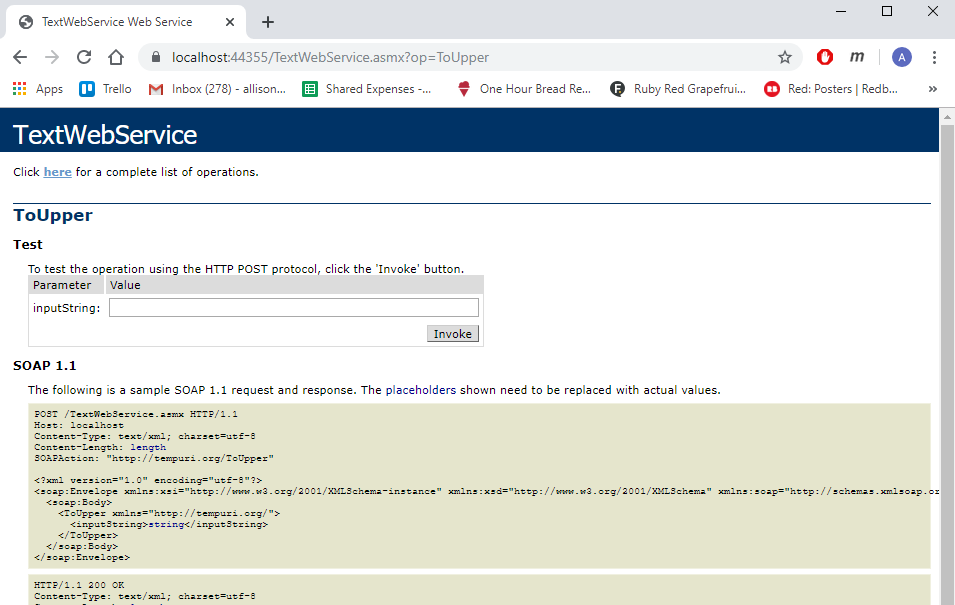 TextWebService Web Service
localhost:44355/TextWebService.asmx?op=ToUpper
m
A
Apps
Trello
Inbox (278) - allison...
Shared Expenses -...
One Hour Bread Re...
Ruby Red Grapefrui...
Red: Posters | Redb...
TextWebService
Click here for a complete list of operations.
ToUpper
Test
To test the operation using the HTTP POST protocol, click the 'Invoke' button.
Parameter Value
inputString:
Invoke
SOAP 1.1
The following is a sample SOAP 1.1 request and response. The placeholders shown need to be replaced with actual values.
POST /TextWebService.asmx HTTP/1.1
Host: localhost
Content-Type: text/xml; charset=utf-8
Content-Length: length
SOAPAction: "http://tempuri.org/ToUpper"
<?xml version="1.0" encoding="utf-8"?>
<soap:Envelope xmlns:xsi="http://www.w3.org/2001/XMLSchema-instance" xmlns:xsd="http://www.w3.org/2001/XMLSchema" xmlns:soap="http://schemas.xmlsoap.or
<soap:Body>
<ToUpper xmlns="http://tempuri.org/">
<inputString>string</inputString>
</ToUpper>
</soap:Body>
</soap:Envelope>
HTTP/1.1 200 OK
Content-Type: text/xml; charset=utf-8